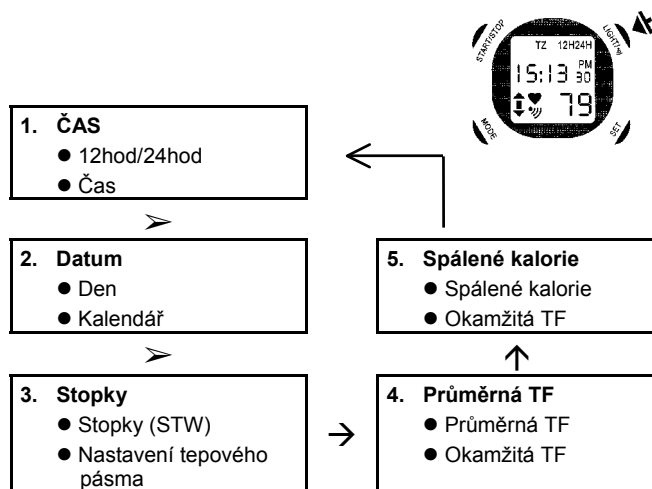 START/STOP
LIGHT/
TZ 12H24H
15:13 PM 30
79
MODE
SET
1. ČAS
● 12hod/24hod
● Čas
2. Datum
● Den
● Kalendář
3. Stopky
● Stopky (STW)
● Nastavení tepového
pásma
4. Průměrná TF
● Průměrná TF
● Okamžitá TF
5. Spálené kalorie
● Spálené kalorie
● Okamžitá TF